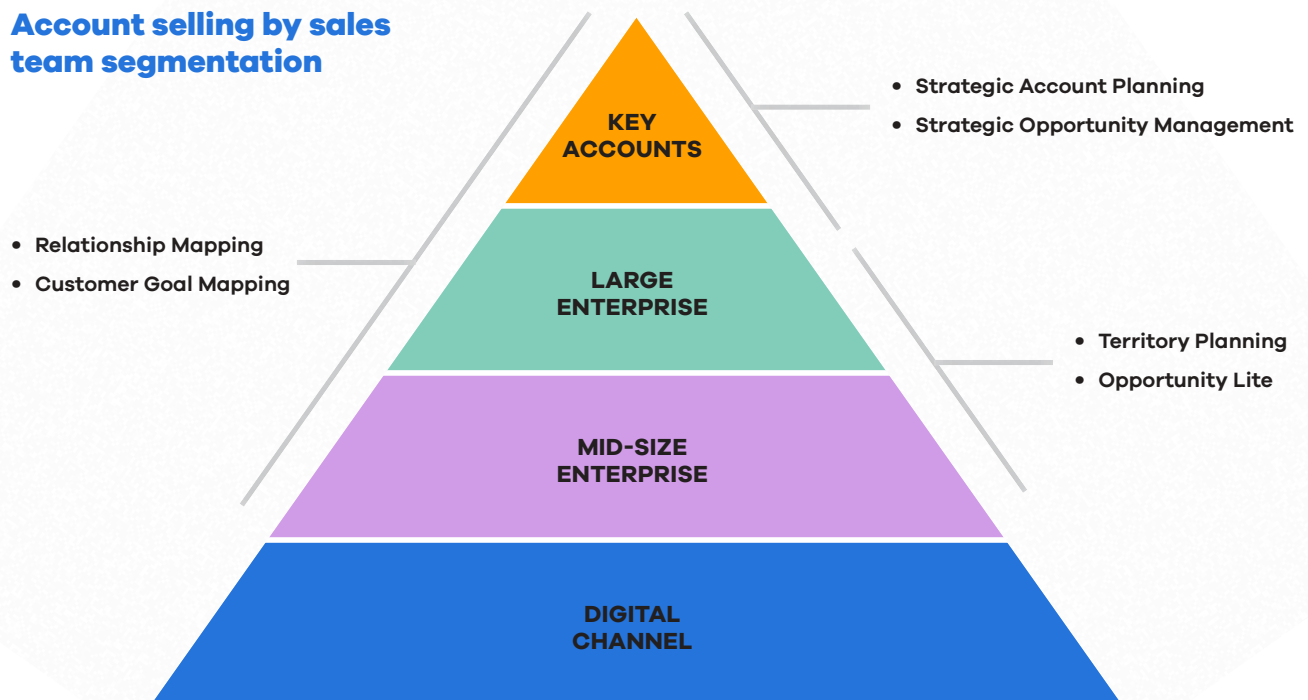 Account selling by sales
team segmentation
KEY
ACCOUNTS
• Strategic Account Planning
• Strategic Opportunity Management
• Relationship Mapping
• Customer Goal Mapping
LARGE
ENTERPRISE
• Territory Planning
• Opportunity Lite
MID-SIZE
ENTERPRISE
DIGITAL
CHANNEL